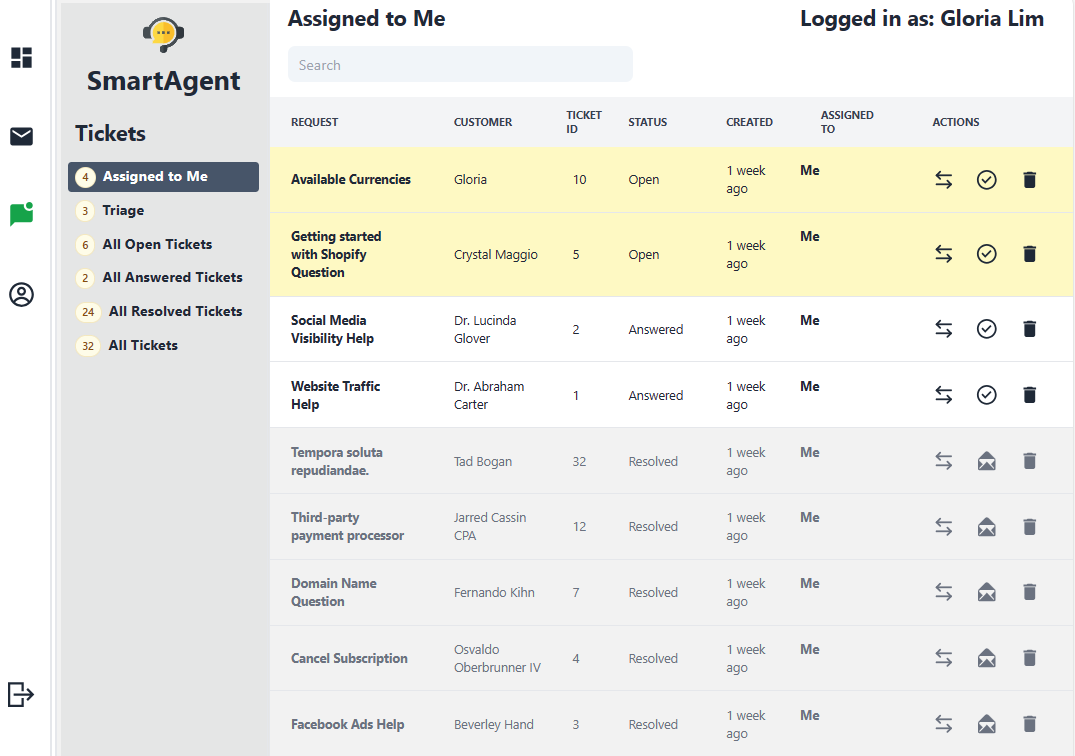 SmartAgent
Tickets
4 Assigned to Me
3 Triage
6 All Open Tickets
2 All Answered Tickets
24 All Resolved Tickets
32 All Tickets
Assigned to Me
Logged in as: Gloria Lim
Search
REQUEST CUSTOMER TICKET ID STATUS CREATED ASSIGNED TO ACTIONS
Available Currencies Gloria 10 Open 1 week ago Me
Getting started with Shopify Question Crystal Maggio 5 Open 1 week ago Me
Social Media Visibility Help Dr. Lucinda Glover 2 Answered 1 week ago Me
Website Traffic Help Dr. Abraham Carter 1 Answered 1 week ago Me
Tempora soluta repudiandae. Tad Bogan 32 Resolved 1 week ago Me
Third-party payment processor Jarred Cassin CPA 12 Resolved 1 week ago Me
Domain Name Question Fernando Kihn 7 Resolved 1 week ago Me
Cancel Subscription Osvaldo Oberbrunner IV 4 Resolved 1 week ago Me
Facebook Ads Help Beverley Hand 3 Resolved 1 week ago Me